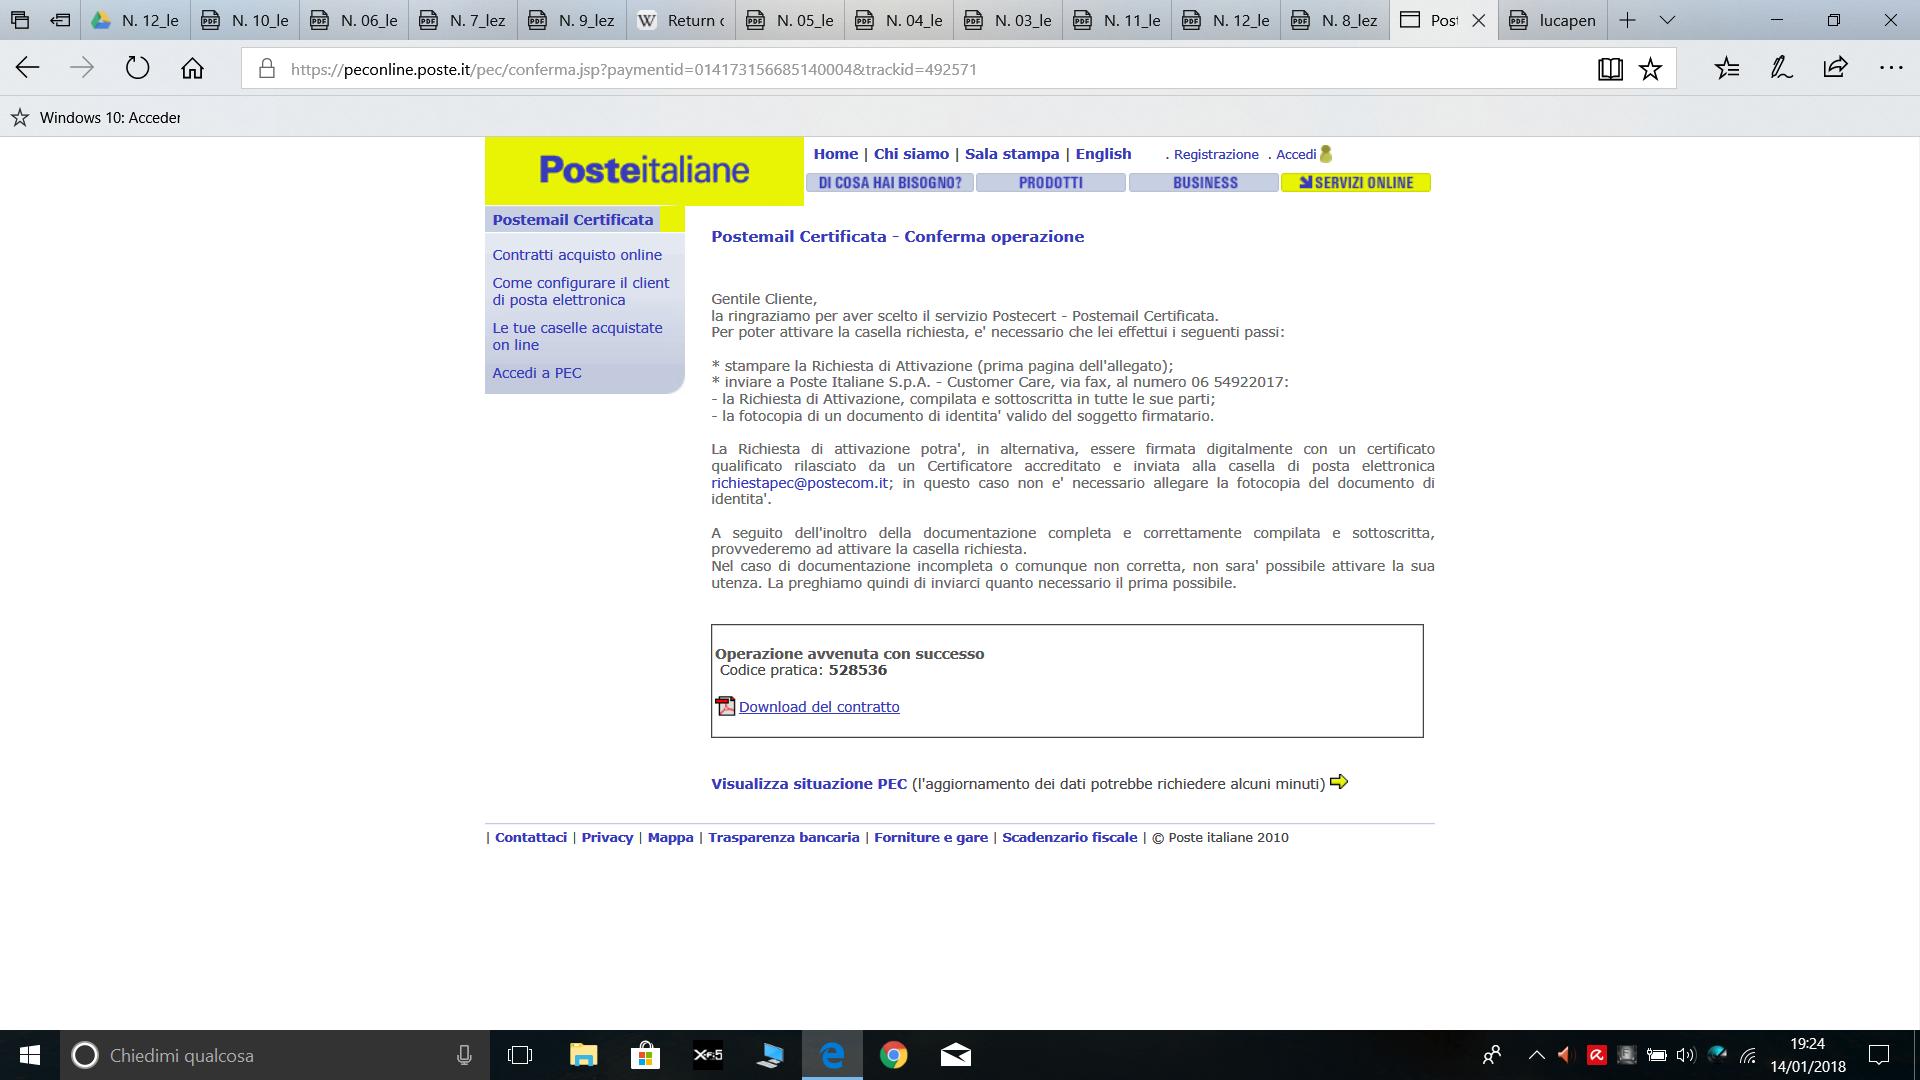 N. 12_le
N. 10_le
N. 06_le
N. 7_lez
N. 9_lez
Return
N. 05_le
N. 04_le
N. 03_le
N. 11_le
N. 12_le
N. 8_lez
Post
lucapen
https://peconline.poste.it/pec/conferma.jsp?paymentid=014173156685140004&trackid=492571
Windows 10: Acceder
Posteitaliane
Home | Chi siamo | Sala stampa | English . Registrazione . Accedi
DI COSA HAI BISOGNO? PRODOTTI BUSINESS SERVIZI ONLINE
Postemail Certificata
Contratti acquisto online
Come configurare il client
di posta elettronica
Le tue caselle acquistate
on line
Accedi a PEC
Postemail Certificata - Conferma operazione
Gentile Cliente,
la ringraziamo per aver scelto il servizio Postecert - Postemail Certificata.
Per poter attivare la casella richiesta, e' necessario che lei effettui i seguenti passi:
* stampare la Richiesta di Attivazione (prima pagina dell'allegato);
* inviare a Poste Italiane S.p.A. - Customer Care, via fax, al numero 06 54922017:
- la Richiesta di Attivazione, compilata e sottoscritta in tutte le sue parti;
- la fotocopia di un documento di identita' valido del soggetto firmatario.
La Richiesta di attivazione potra', in alternativa, essere firmata digitalmente con un certificato
qualificato rilasciato da un Certificatore accreditato e inviata alla casella di posta elettronica
richiestapec@postecom.it; in questo caso non e' necessario allegare la fotocopia del documento di
identita'.
A seguito dell'inoltro della documentazione completa e correttamente compilata e sottoscritta,
provvederemo ad attivare la casella richiesta.
Nel caso di documentazione incompleta o comunque non corretta, non sara' possibile attivare la sua
utenza. La preghiamo quindi di inviarci quanto necessario il prima possibile.
Operazione avvenuta con successo
Codice pratica: 528536
Download del contratto
Visualizza situazione PEC (l'aggiornamento dei dati potrebbe richiedere alcuni minuti)
| Contattaci | Privacy | Mappa | Trasparenza bancaria | Forniture e gare | Scadenzario fiscale | © Poste italiane 2010
Chiedimi qualcosa
19:24
14/01/2018